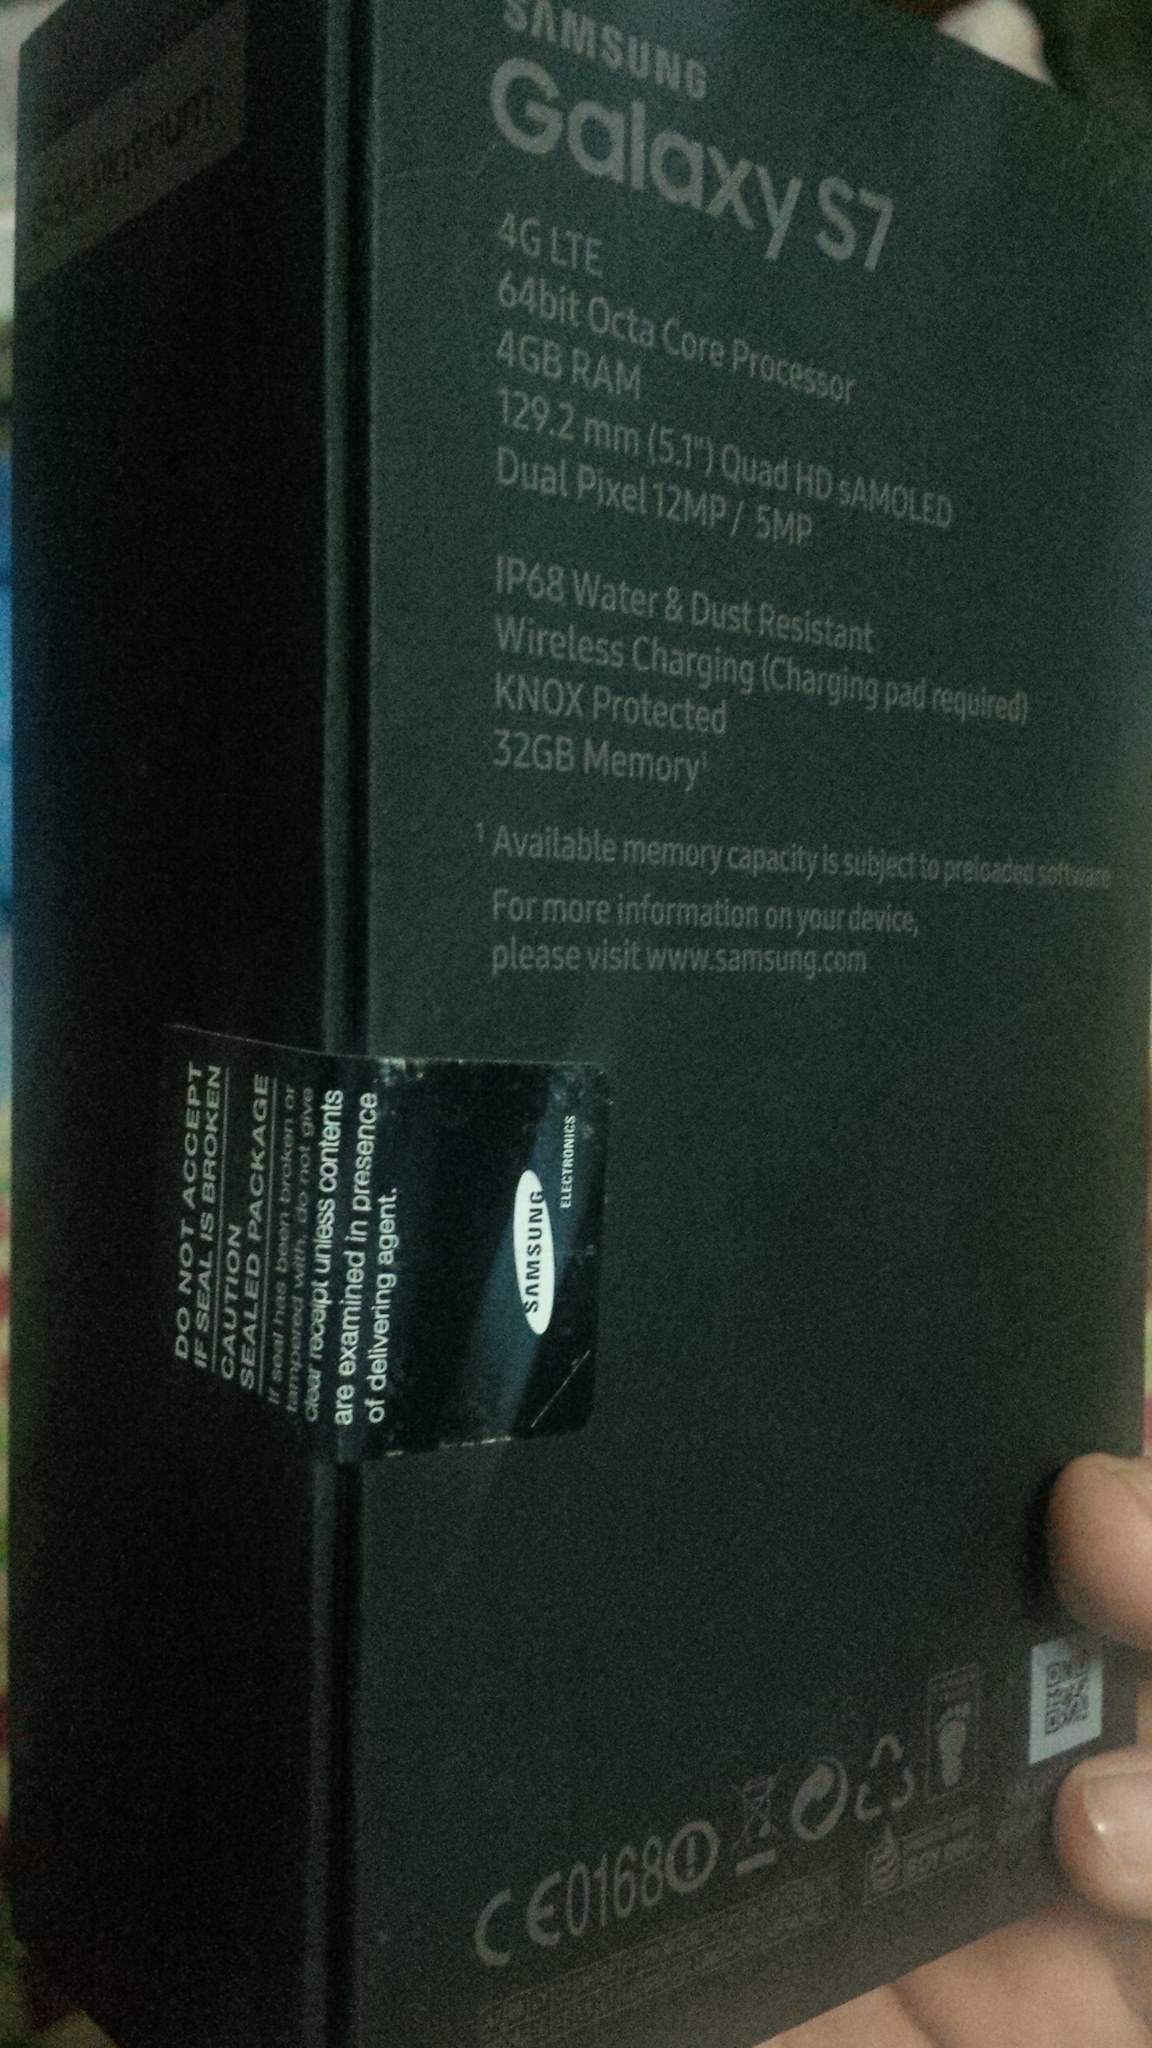 SAMSUNG
Galaxy S7
4G LTE
64bit Octa Core Processor
4GB RAM
129.2 mm (5.1") Quad HD sAMOLED
Dual Pixel 12MP / 5MP
IP68 Water & Dust Resistant
Wireless Charging (Charging pad required)
KNOX Protected
32GB Memory¹
¹ Available memory capacity is subject to preloaded software
For more information on your device,
please visit www.samsung.com
DO NOT ACCEPT
IF SEAL IS BROKEN
CAUTION
SEALED PACKAGE
If seal has been broken or
tampered with, do not give
clear receipt unless contents
are examined in presence
of delivering agent.
SAMSUNG
ELECTRONICS
CE0168